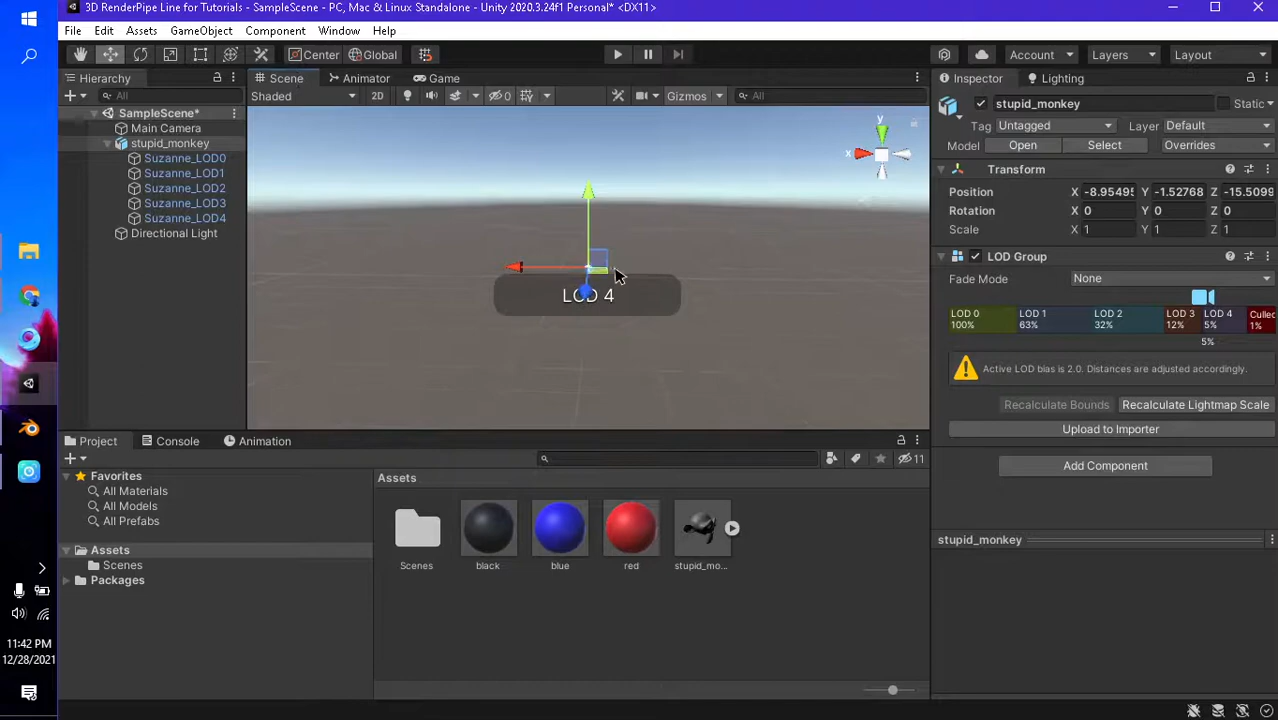 3D RenderPipe Line for Tutorials - SampleScene - PC, Mac & Linux Standalone - Unity 2020.3.24f1 Personal* <DX11>
File Edit Assets GameObject Component Window Help
Center Global Account Layers Layout
Hierarchy
All
SampleScene*
Main Camera
stupid_monkey
Suzanne_LOD0
Suzanne_LOD1
Suzanne_LOD2
Suzanne_LOD3
Suzanne_LOD4
Directional Light
Scene Animator Game
Shaded 2D 0 Gizmos All
y
x
LOD 4
Inspector Lighting
stupid_monkey Static
Tag Untagged Layer Default
Model Open Select Overrides
Transform
Position X -8.95495 Y -1.52768 Z -15.5099
Rotation X 0 Y 0 Z 0
Scale X 1 Y 1 Z 1
LOD Group
Fade Mode None
LOD 0 LOD 1 LOD 2 LOD 3 LOD 4 Culled
100% 63% 32% 12% 5% 1%
5%
Active LOD bias is 2.0. Distances are adjusted accordingly.
Recalculate Bounds Recalculate Lightmap Scale
Upload to Importer
Add Component
stupid_monkey
Project Console Animation
11
Favorites
All Materials
All Models
All Prefabs
Assets
Scenes
Packages
Assets
Scenes black blue red stupid_mo...
11:42 PM
12/28/2021